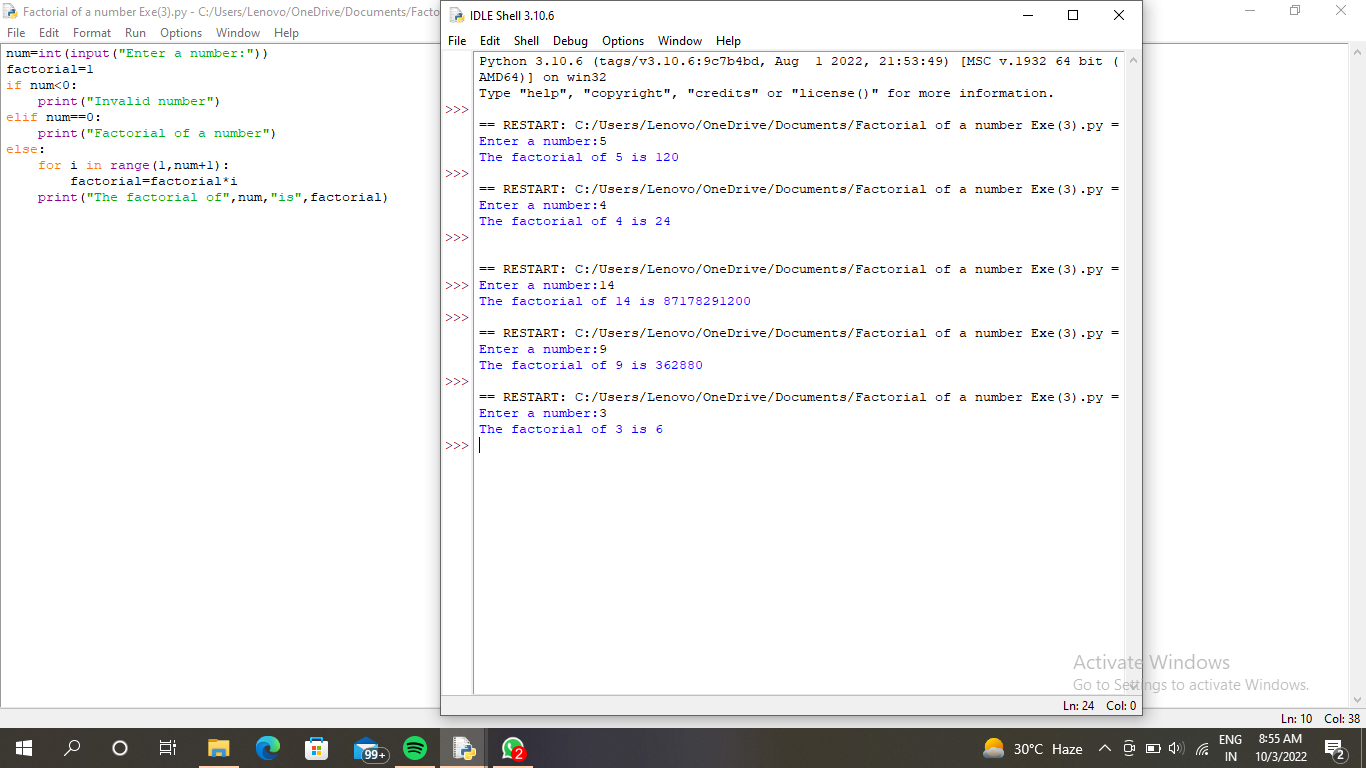 Factorial of a number Exe(3).py - C:/Users/Lenovo/OneDrive/Documents/Facto
File Edit Format Run Options Window Help
num=int(input("Enter a number:"))
factorial=1
if num<0:
    print("Invalid number")
elif num==0:
    print("Factorial of a number")
else:
    for i in range(1,num+1):
        factorial=factorial*i
    print("The factorial of",num,"is",factorial)
IDLE Shell 3.10.6
File Edit Shell Debug Options Window Help
Python 3.10.6 (tags/v3.10.6:9c7b4bd, Aug  1 2022, 21:53:49) [MSC v.1932 64 bit (
AMD64)] on win32
Type "help", "copyright", "credits" or "license()" for more information.
>>>
== RESTART: C:/Users/Lenovo/OneDrive/Documents/Factorial of a number Exe(3).py =
Enter a number:5
The factorial of 5 is 120
>>>
== RESTART: C:/Users/Lenovo/OneDrive/Documents/Factorial of a number Exe(3).py =
Enter a number:4
The factorial of 4 is 24
>>>
== RESTART: C:/Users/Lenovo/OneDrive/Documents/Factorial of a number Exe(3).py =
>>> Enter a number:14
The factorial of 14 is 87178291200
>>>
== RESTART: C:/Users/Lenovo/OneDrive/Documents/Factorial of a number Exe(3).py =
Enter a number:9
The factorial of 9 is 362880
>>>
== RESTART: C:/Users/Lenovo/OneDrive/Documents/Factorial of a number Exe(3).py =
Enter a number:3
The factorial of 3 is 6
>>>
Activate Windows
Go to Settings to activate Windows.
Ln: 24 Col: 0
Ln: 10 Col: 38
99+
2
30°C Haze
ENG
IN
8:55 AM
10/3/2022
2